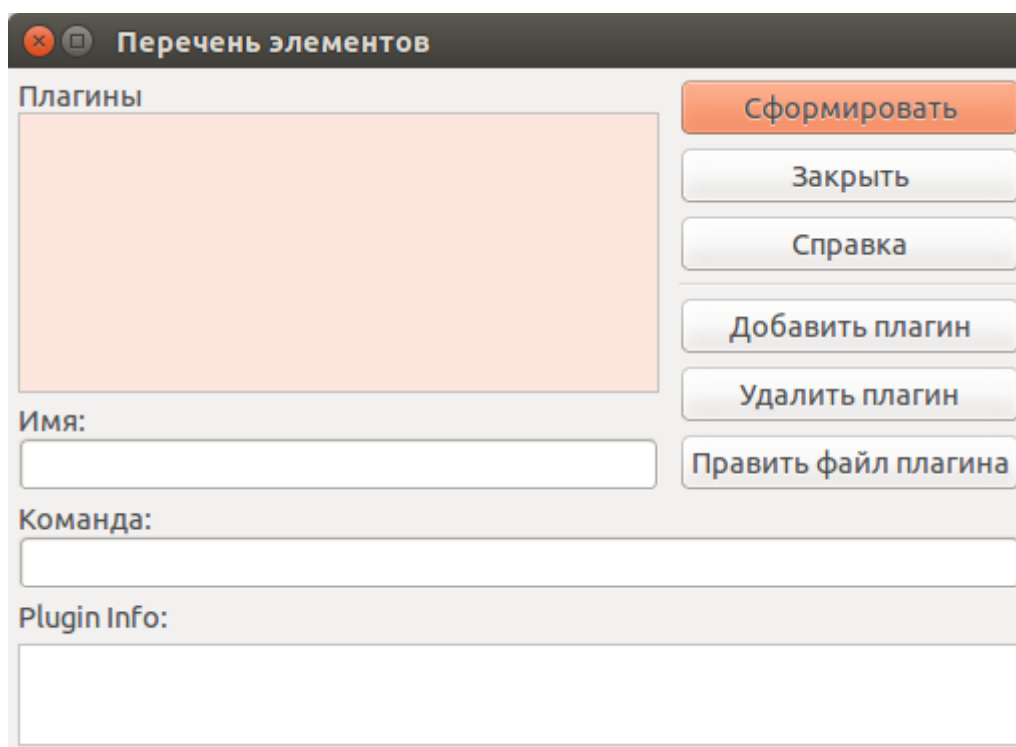 Перечень элементов
Плагины
Сформировать
Закрыть
Справка
Добавить плагин
Удалить плагин
Имя:
Править файл плагина
Команда:
Plugin Info: